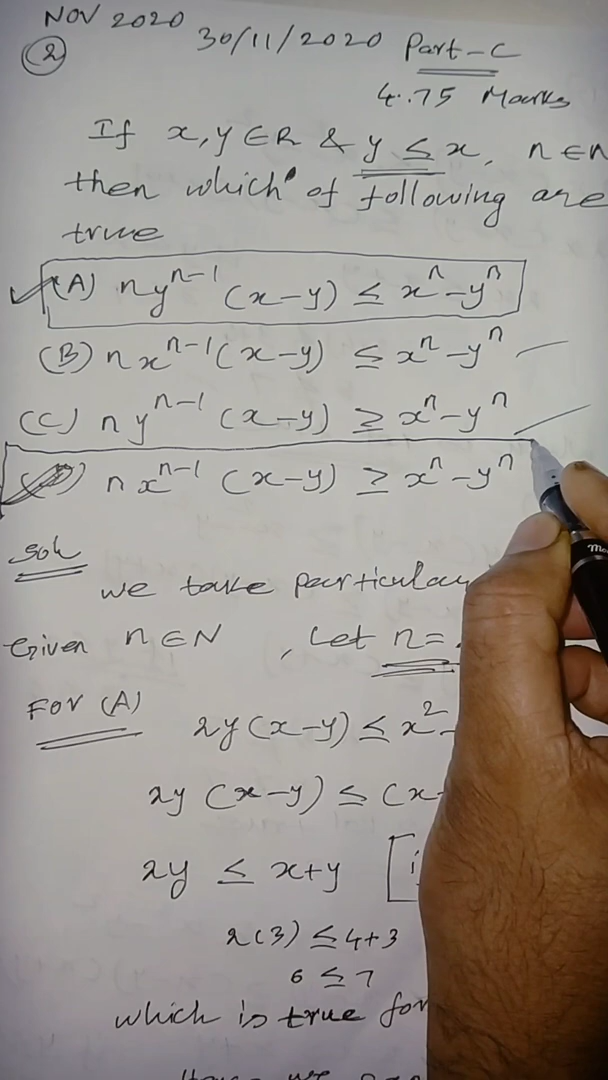 NOV 2020
30/11/2020 Part-C
(2)
4.75 Marks
If x, y ∈ R & y ≤ x, n ∈ N
then which of following are
true
(A) ny^{n-1} (x-y) ≤ x^n - y^n
(B) nx^{n-1} (x-y) ≤ x^n - y^n
(C) ny^{n-1} (x-y) ≥ x^n - y^n
nx^{n-1} (x-y) ≥ x^n - y^n
Soln
we take particular
Given n ∈ N , Let n =
For (A)
2y (x-y) ≤ x^2 -
2y (x-y) ≤ (x-
2y ≤ x+y [
2(3) ≤ 4+3
6 ≤ 7
which is true for